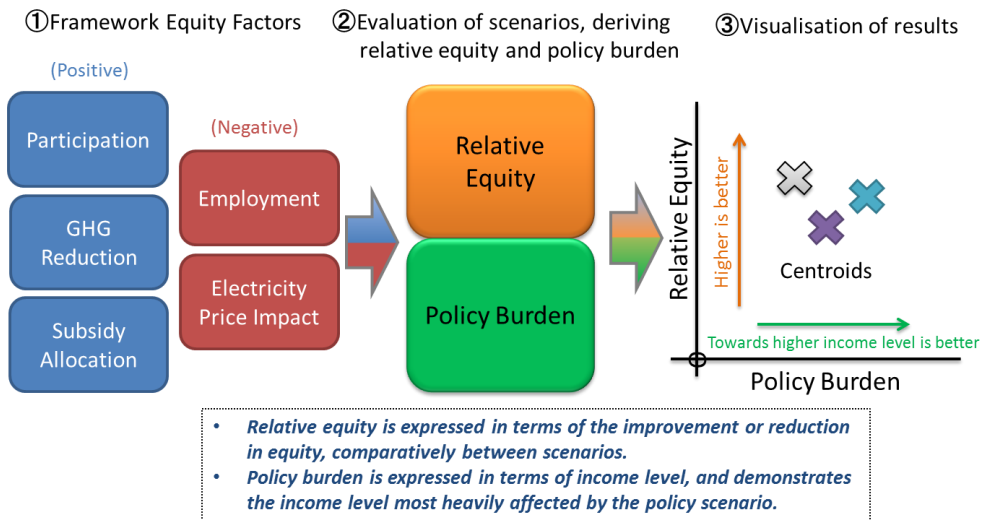 ①Framework Equity Factors
(Positive)
Participation
GHG
Reduction
Subsidy
Allocation
(Negative)
Employment
Electricity
Price Impact
②Evaluation of scenarios, deriving
relative equity and policy burden
Relative
Equity
Policy Burden
③Visualisation of results
Relative Equity
Higher is better
Centroids
Towards higher income level is better
Policy Burden
• Relative equity is expressed in terms of the improvement or reduction
in equity, comparatively between scenarios.
• Policy burden is expressed in terms of income level, and demonstrates
the income level most heavily affected by the policy scenario.